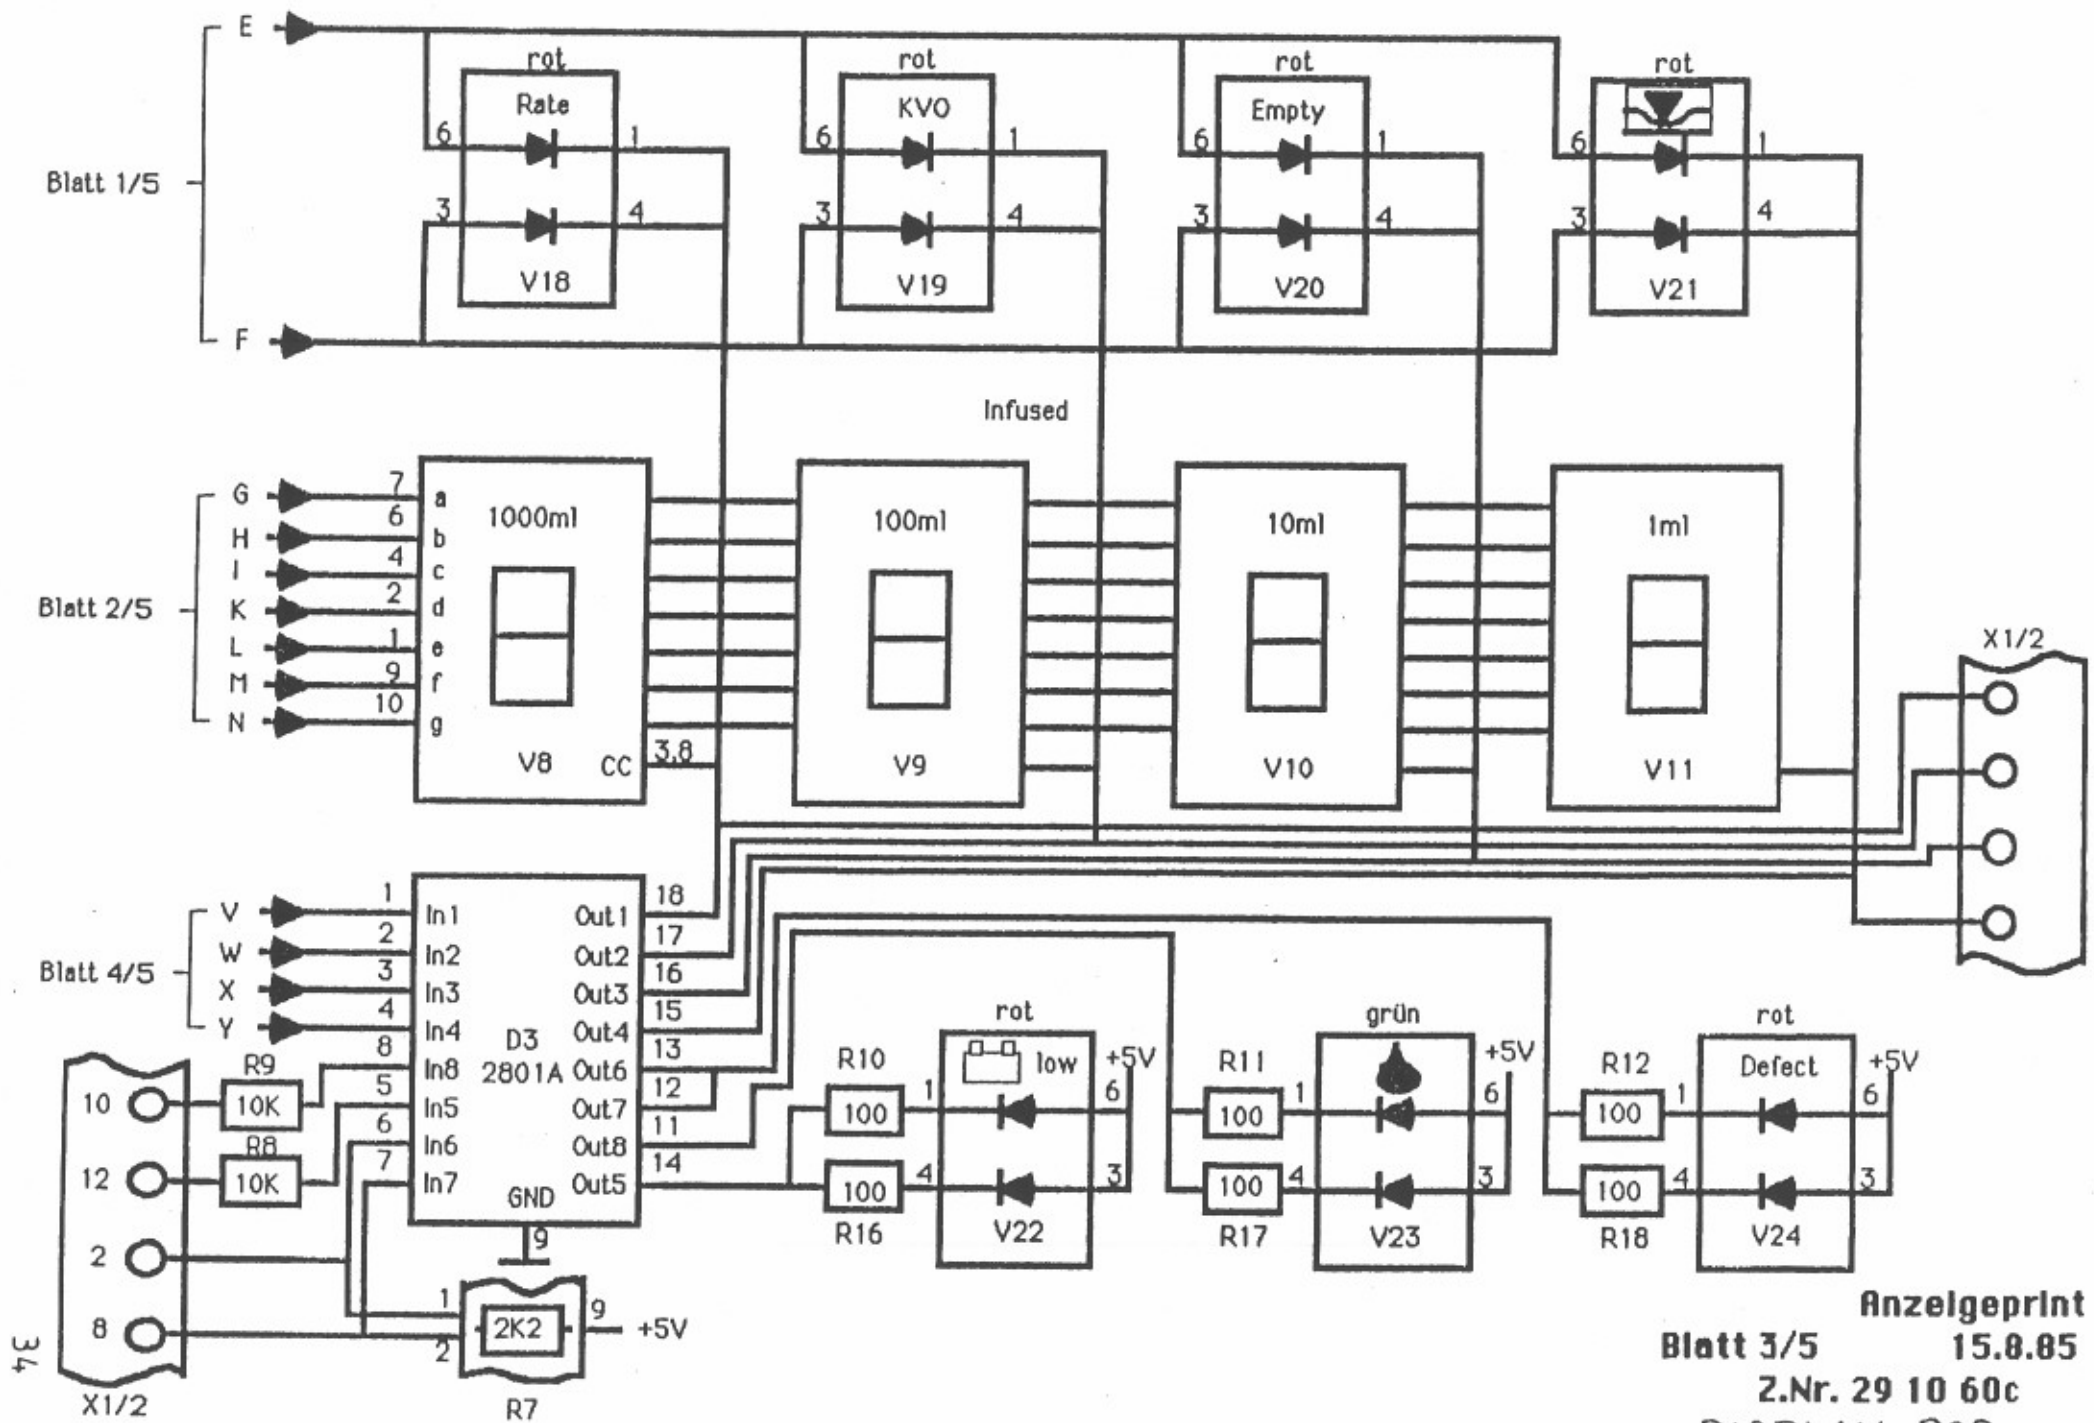 E
rot
rot
rot
rot
Rate
KVO
Empty
6 1 6 1 6 1 6 1
Blatt 1/5
3 4 3 4 3 4 3 4
V18 V19 V20 V21
F
Infused
G 7 a
1000ml 100ml 10ml 1ml
H 6 b
I 4 c
Blatt 2/5
K 2 d
L 1 e
M 9 f
N 10 g
V8 CC 3,8 V9 V10 V11
X1/2
V 1 In1 Out1 18
W 2 In2 Out2 17
Blatt 4/5
X 3 In3 Out3 16
Y 4 In4 Out4 15
D3
2801A
8 In8 Out6 13
5 In5 Out7 12
6 In6 Out8 11
7 In7 Out5 14
GND
9
R9
10 10K
R8
12 10K
2
8
X1/2
1
2
2K2
9 +5V
R7
rot grün rot
R10 low +5V R11 +5V R12 Defect +5V
100 1 6 100 1 6 100 1 6
100 4 3 100 4 3 100 4 3
R16 V22 R17 V23 R18 V24
Anzeigeprint
Blatt 3/5 15.8.85
Z.Nr. 29 10 60c
34